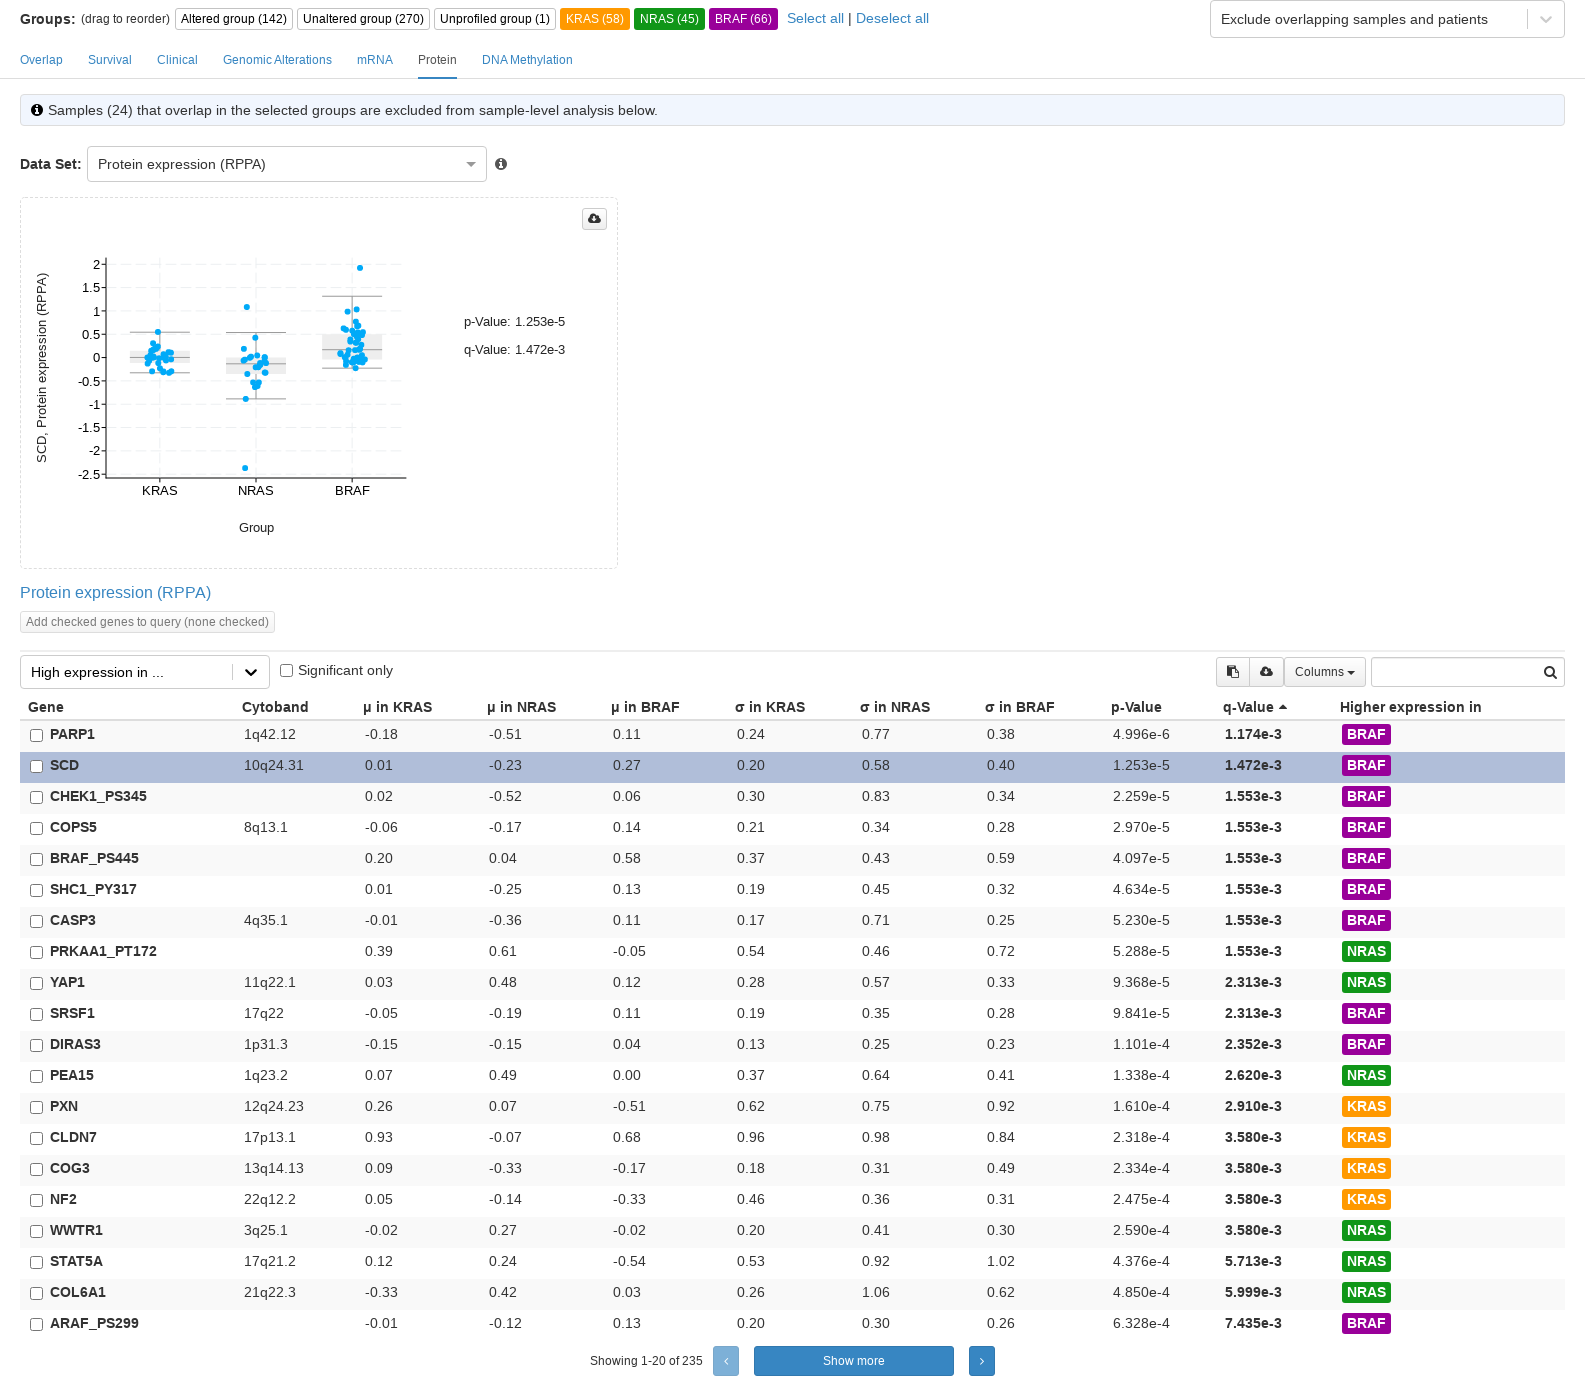 Groups: (drag to reorder) Altered group (142) Unaltered group (270) Unprofiled group (1) KRAS (58) NRAS (45) BRAF (66) Select all | Deselect all Exclude overlapping samples and patients
Overlap Survival Clinical Genomic Alterations mRNA Protein DNA Methylation
Samples (24) that overlap in the selected groups are excluded from sample-level analysis below.
Data Set: Protein expression (RPPA)
SCD, Protein expression (RPPA)
2
1.5
1
0.5
0
-0.5
-1
-1.5
-2
-2.5
KRAS NRAS BRAF
Group
p-Value: 1.253e-5
q-Value: 1.472e-3
Protein expression (RPPA)
Add checked genes to query (none checked)
High expression in ... Significant only Columns
Gene Cytoband μ in KRAS μ in NRAS μ in BRAF σ in KRAS σ in NRAS σ in BRAF p-Value q-Value Higher expression in
PARP1 1q42.12 -0.18 -0.51 0.11 0.24 0.77 0.38 4.996e-6 1.174e-3 BRAF
SCD 10q24.31 0.01 -0.23 0.27 0.20 0.58 0.40 1.253e-5 1.472e-3 BRAF
CHEK1_PS345 0.02 -0.52 0.06 0.30 0.83 0.34 2.259e-5 1.553e-3 BRAF
COPS5 8q13.1 -0.06 -0.17 0.14 0.21 0.34 0.28 2.970e-5 1.553e-3 BRAF
BRAF_PS445 0.20 0.04 0.58 0.37 0.43 0.59 4.097e-5 1.553e-3 BRAF
SHC1_PY317 0.01 -0.25 0.13 0.19 0.45 0.32 4.634e-5 1.553e-3 BRAF
CASP3 4q35.1 -0.01 -0.36 0.11 0.17 0.71 0.25 5.230e-5 1.553e-3 BRAF
PRKAA1_PT172 0.39 0.61 -0.05 0.54 0.46 0.72 5.288e-5 1.553e-3 NRAS
YAP1 11q22.1 0.03 0.48 0.12 0.28 0.57 0.33 9.368e-5 2.313e-3 NRAS
SRSF1 17q22 -0.05 -0.19 0.11 0.19 0.35 0.28 9.841e-5 2.313e-3 BRAF
DIRAS3 1p31.3 -0.15 -0.15 0.04 0.13 0.25 0.23 1.101e-4 2.352e-3 BRAF
PEA15 1q23.2 0.07 0.49 0.00 0.37 0.64 0.41 1.338e-4 2.620e-3 NRAS
PXN 12q24.23 0.26 0.07 -0.51 0.62 0.75 0.92 1.610e-4 2.910e-3 KRAS
CLDN7 17p13.1 0.93 -0.07 0.68 0.96 0.98 0.84 2.318e-4 3.580e-3 KRAS
COG3 13q14.13 0.09 -0.33 -0.17 0.18 0.31 0.49 2.334e-4 3.580e-3 KRAS
NF2 22q12.2 0.05 -0.14 -0.33 0.46 0.36 0.31 2.475e-4 3.580e-3 KRAS
WWTR1 3q25.1 -0.02 0.27 -0.02 0.20 0.41 0.30 2.590e-4 3.580e-3 NRAS
STAT5A 17q21.2 0.12 0.24 -0.54 0.53 0.92 1.02 4.376e-4 5.713e-3 NRAS
COL6A1 21q22.3 -0.33 0.42 0.03 0.26 1.06 0.62 4.850e-4 5.999e-3 NRAS
ARAF_PS299 -0.01 -0.12 0.13 0.20 0.30 0.26 6.328e-4 7.435e-3 BRAF
Showing 1-20 of 235 Show more